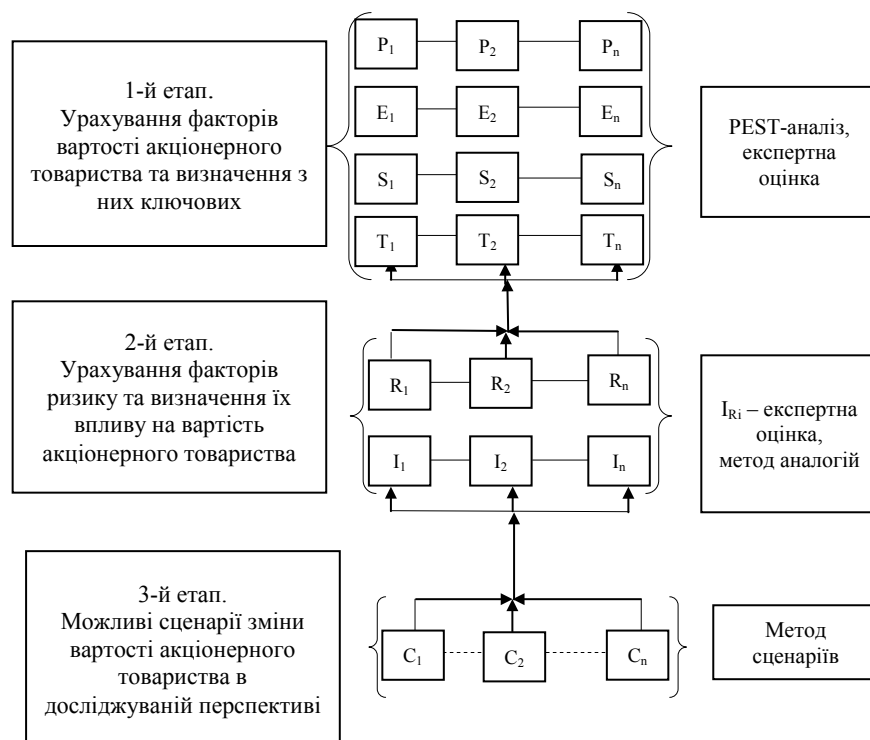 1-й етап.
Урахування факторів
вартості акціонерного
товариства та визначення з
них ключових
P₁ P₂ Pₙ
E₁ E₂ Eₙ
S₁ S₂ Sₙ
T₁ T₂ Tₙ
PEST-аналіз,
експертна
оцінка
2-й етап.
Урахування факторів
ризику та визначення їх
впливу на вартість
акціонерного товариства
R₁ R₂ Rₙ
I₁ I₂ Iₙ
I_Ri – експертна
оцінка,
метод аналогій
3-й етап.
Можливі сценарії зміни
вартості акціонерного
товариства в
досліджуваній перспективі
C₁ C₂ Cₙ
Метод
сценаріїв